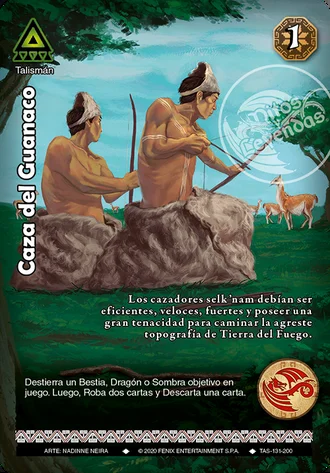 Talismán
1
Mitos
y
Leyendas
Caza del Guanaco
Los cazadores selk'nam debían ser
eficientes, veloces, fuertes y poseer una
gran tenacidad para caminar la agreste
topografía de Tierra del Fuego.
Destierra un Bestia, Dragón o Sombra objetivo en
juego. Luego, Roba dos cartas y Descarta una carta.
ARTE: NADINNE NEIRA
© 2020 FENIX ENTERTAINMENT S.P.A.
TAS-131-200